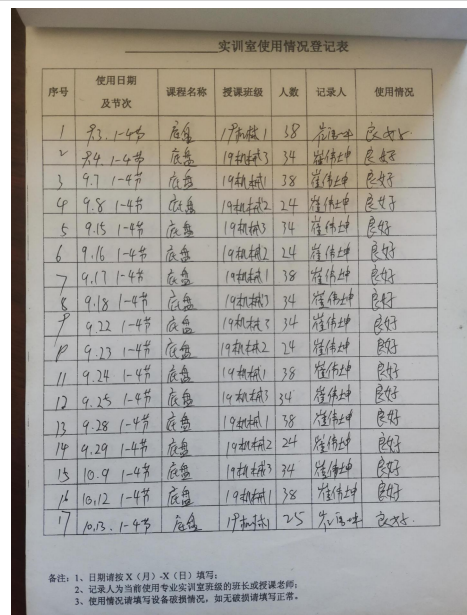 实训室使用情况登记表
序号 使用日期及节次 课程名称 授课班级 人数 记录人 使用情况
1 9.3. 1-4节 底盘 19机械1 38 崔伟坤 良好
2 9.4. 1-4节 底盘 19机械3 34 崔伟坤 良好
3 9.7 1-4节 底盘 19机械1 38 崔伟坤 良好
4 9.8 1-4节 底盘 19机械2 24 崔伟坤 良好
5 9.15 1-4节 底盘 19机械3 34 崔伟坤 良好
6 9.16 1-4节 底盘 19机械2 24 崔伟坤 良好
7 9.17 1-4节 底盘 19机械1 38 崔伟坤 良好
8 9.18 1-4节 底盘 19机械3 34 崔伟坤 良好
9 9.22 1-4节 底盘 19机械3 34 崔伟坤 良好
10 9.23 1-4节 底盘 19机械2 24 崔伟坤 良好
11 9.24 1-4节 底盘 19机械1 38 崔伟坤 良好
12 9.25 1-4节 底盘 19机械3 34 崔伟坤 良好
13 9.28 1-4节 底盘 19机械1 38 崔伟坤 良好
14 9.29 1-4节 底盘 19机械2 24 崔伟坤 良好
15 10.9 1-4节 底盘 19机械3 34 崔伟坤 良好
16 10.12 1-4节 底盘 19机械1 38 崔伟坤 良好
17 10.13. 1-4节 底盘 19机械1 25 良好.
备注：1、日期请按 X（月）-X（日）填写；
2、记录人为当前使用专业实训室班级的班长或授课老师；
3、使用情况请填写设备破损情况，如无破损请填写正常。